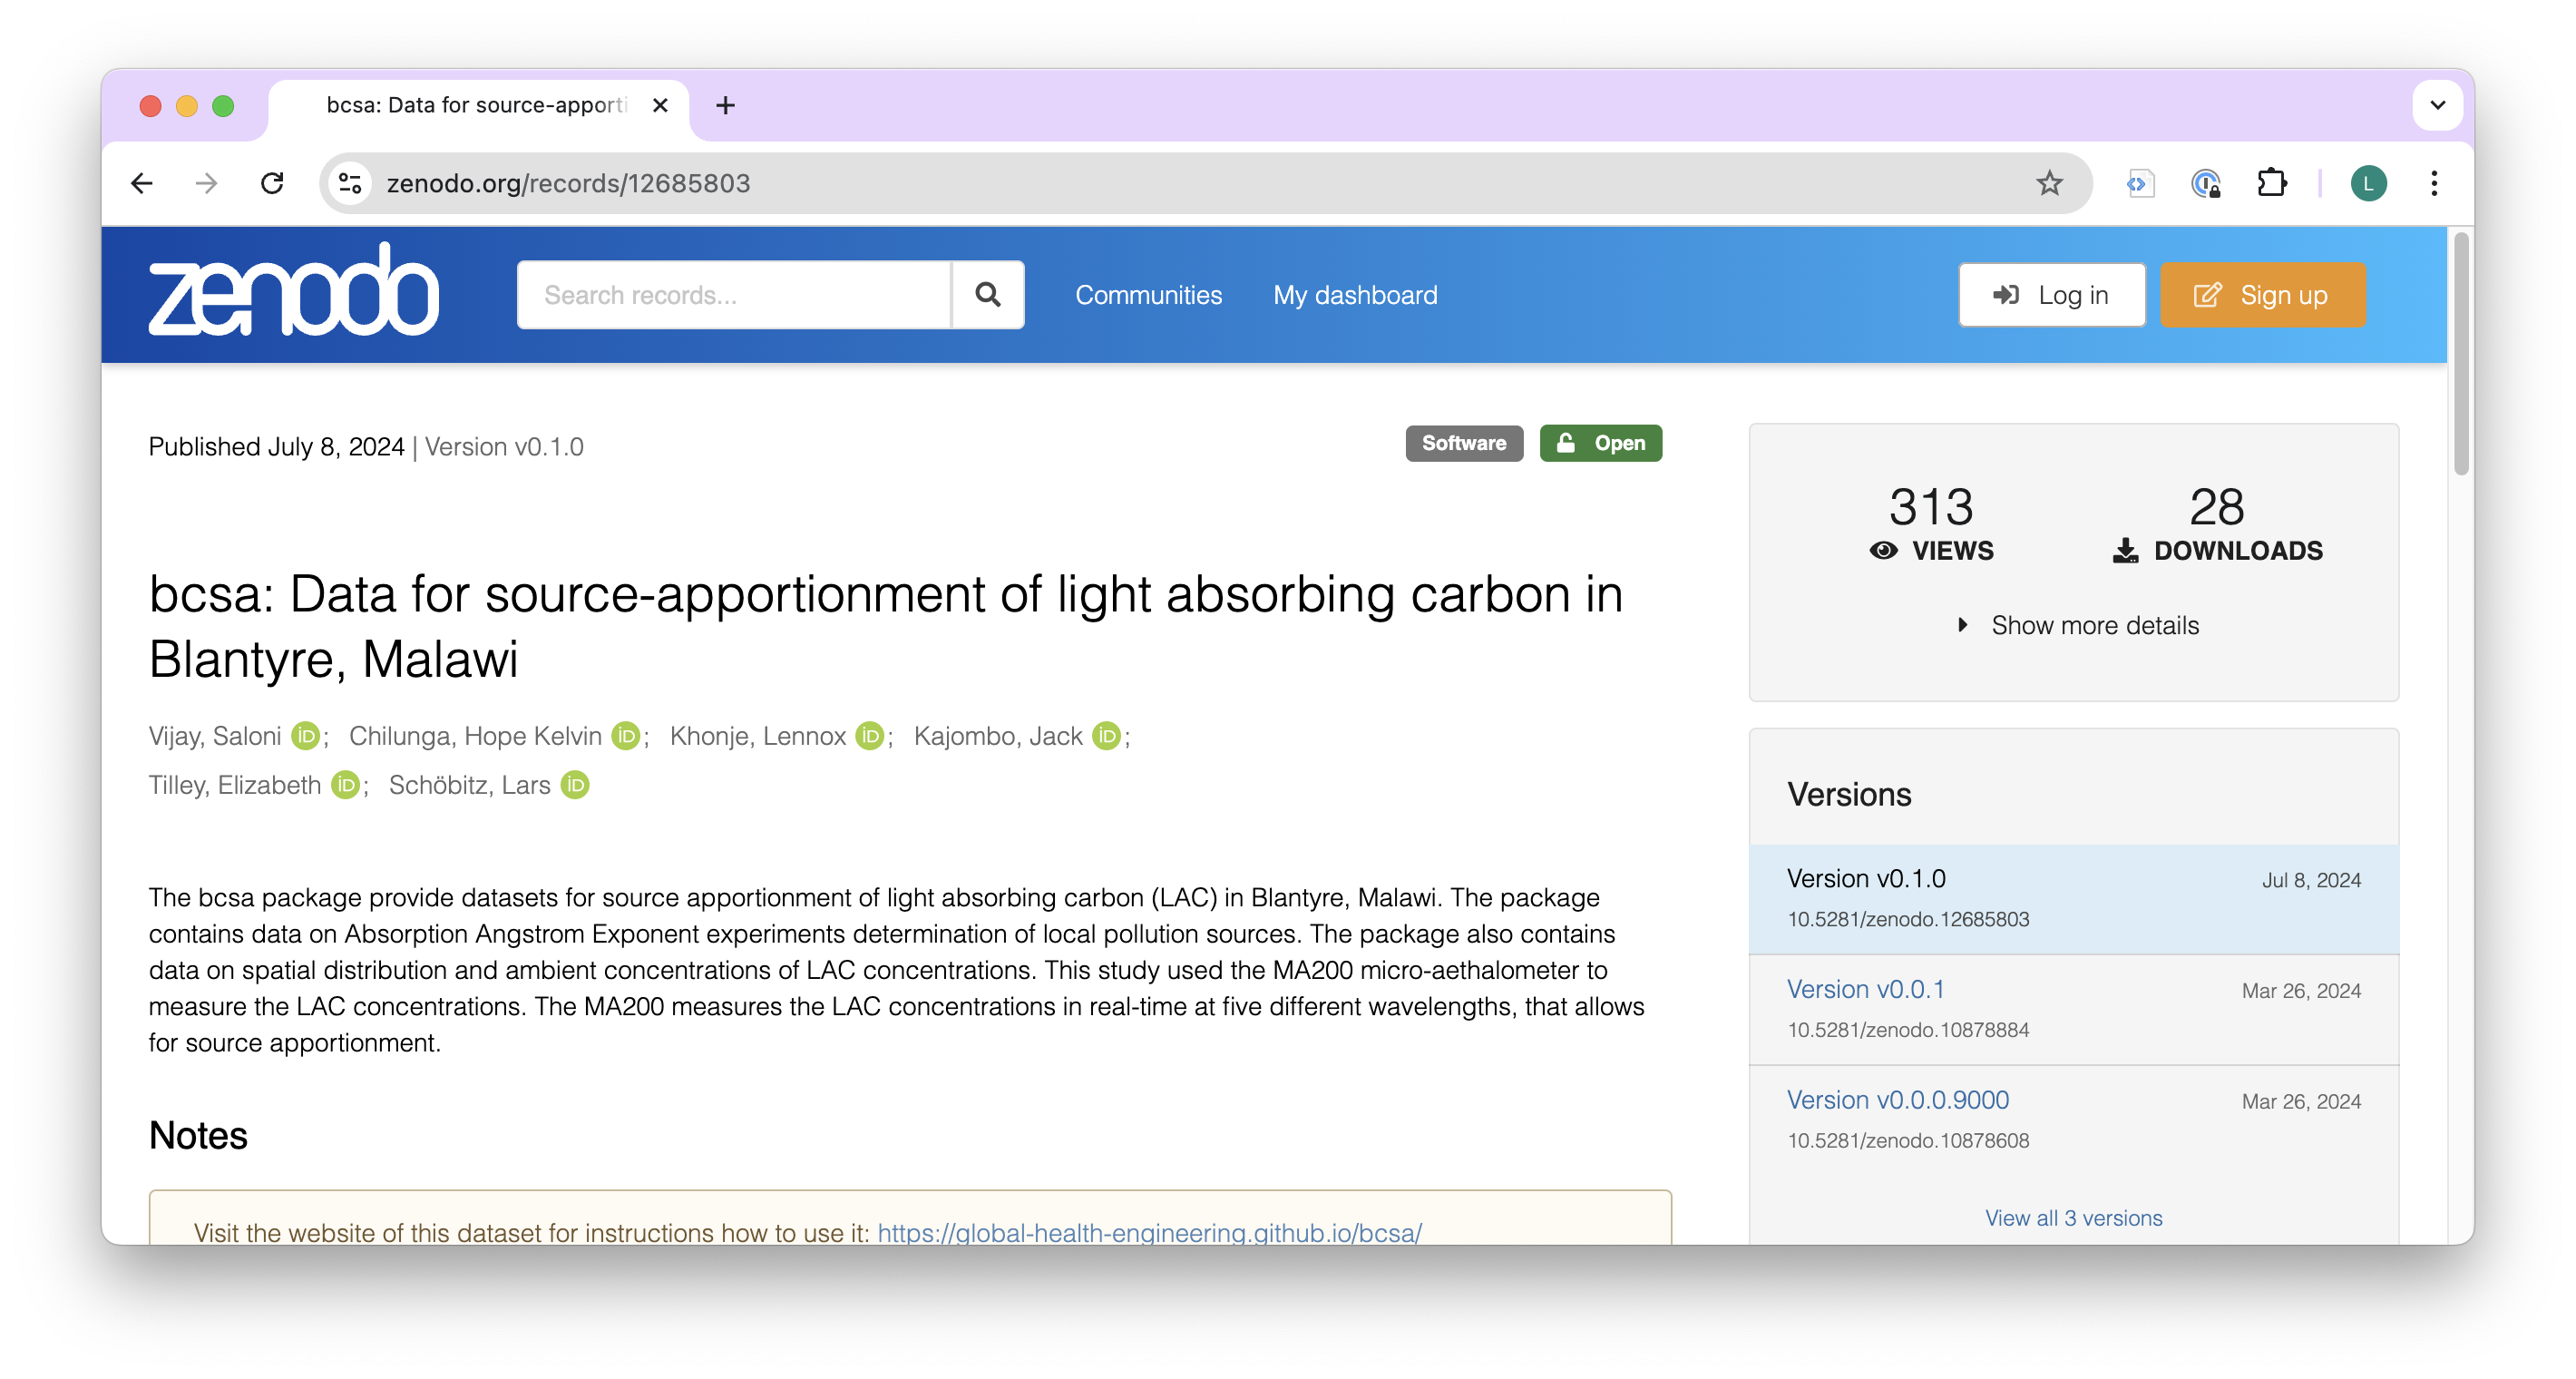 bcsa: Data for source-apporti
zenodo.org/records/12685803
L
zenodo
Search records...
Communities
My dashboard
Log in
Sign up
Published July 8, 2024 | Version v0.1.0
Software
Open
bcsa: Data for source-apportionment of light absorbing carbon in
Blantyre, Malawi
Vijay, Saloni iD; Chilunga, Hope Kelvin iD; Khonje, Lennox iD; Kajombo, Jack iD;
Tilley, Elizabeth iD; Schöbitz, Lars iD
The bcsa package provide datasets for source apportionment of light absorbing carbon (LAC) in Blantyre, Malawi. The package
contains data on Absorption Angstrom Exponent experiments determination of local pollution sources. The package also contains
data on spatial distribution and ambient concentrations of LAC concentrations. This study used the MA200 micro-aethalometer to
measure the LAC concentrations. The MA200 measures the LAC concentrations in real-time at five different wavelengths, that allows
for source apportionment.
Notes
Visit the website of this dataset for instructions how to use it: https://global-health-engineering.github.io/bcsa/
313
VIEWS
28
DOWNLOADS
Show more details
Versions
Version v0.1.0 Jul 8, 2024
10.5281/zenodo.12685803
Version v0.0.1 Mar 26, 2024
10.5281/zenodo.10878884
Version v0.0.0.9000 Mar 26, 2024
10.5281/zenodo.10878608
View all 3 versions